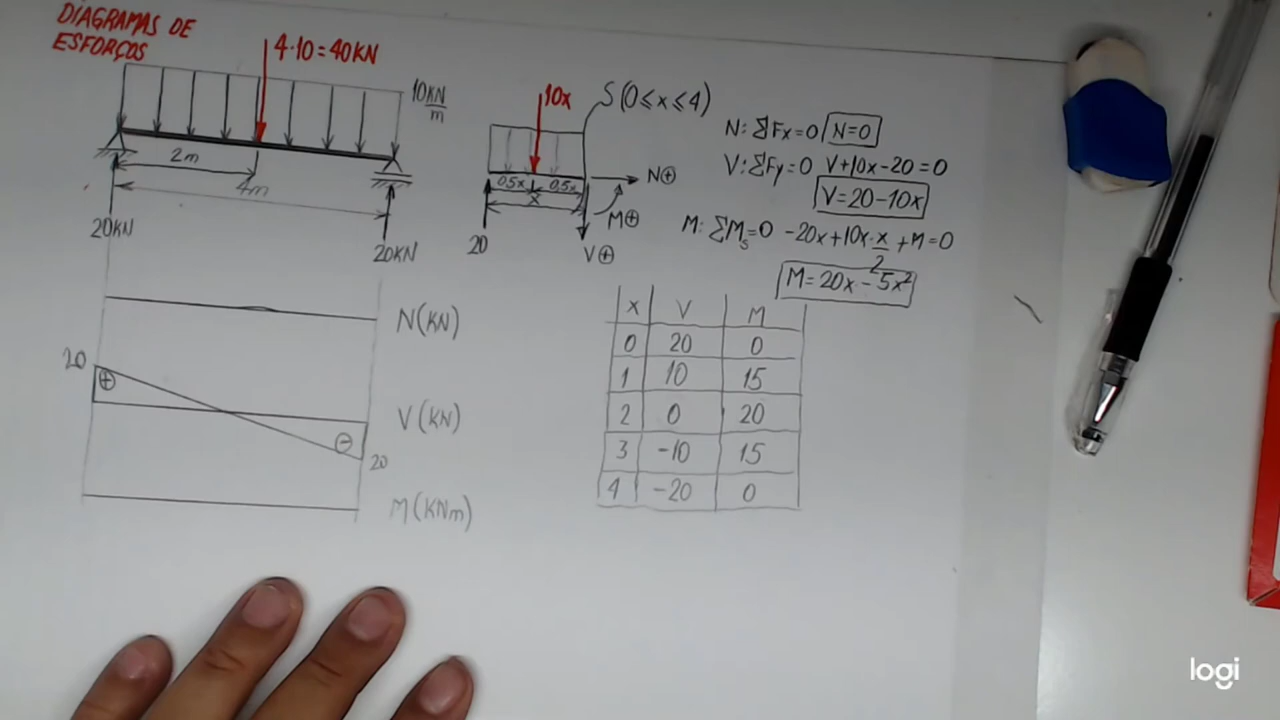 DIAGRAMAS DE
ESFORÇOS
4·10=40KN
10KN/m
2m
4m
20KN
20KN
10x
S(0≤x≤4)
0,5x 0,5x
x
N⊕
M⊕
V⊕
20
N: ΣFx=0 N=0
V: ΣFy=0 V+10x-20=0
V=20-10x
M: ΣMs=0 -20x+10x·x/2+M=0
M=20x-5x²
N(KN)
20
⊕
V(KN)
⊖
20
M(KNm)
x V M
0 20 0
1 10 15
2 0 20
3 -10 15
4 -20 0
logi